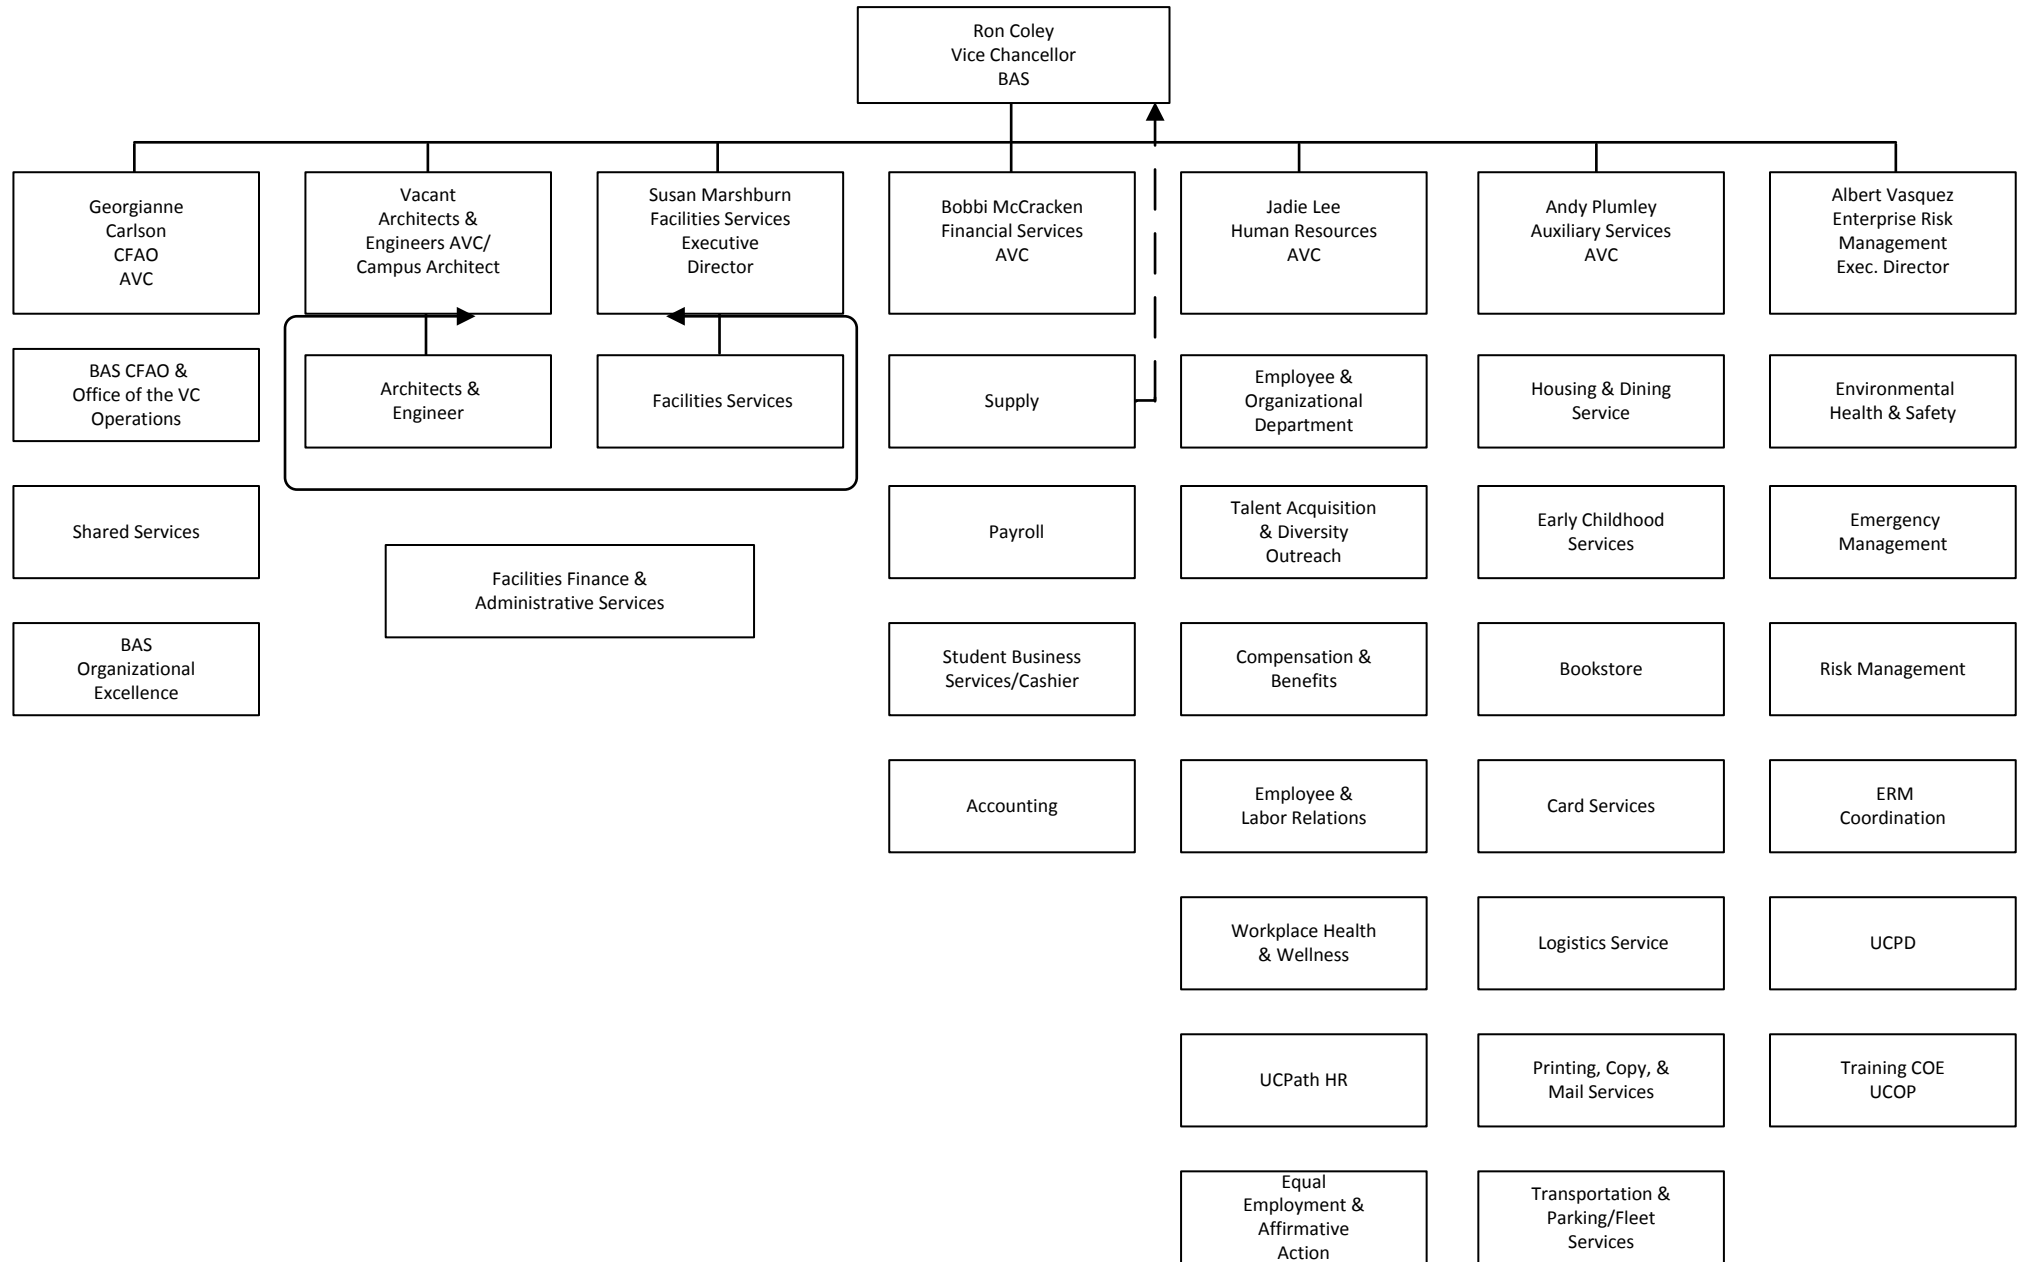 Ron Coley
Vice Chancellor
BAS
Georgianne
Carlson
CFAO
AVC
Vacant
Architects &
Engineers AVC/
Campus Architect
Susan Marshburn
Facilities Services
Executive
Director
Bobbi McCracken
Financial Services
AVC
Jadie Lee
Human Resources
AVC
Andy Plumley
Auxiliary Services
AVC
Albert Vasquez
Enterprise Risk
Management
Exec. Director
BAS CFAO &
Office of the VC
Operations
Architects &
Engineer
Facilities Services
Supply
Employee &
Organizational
Department
Housing & Dining
Service
Environmental
Health & Safety
Shared Services
Facilities Finance &
Administrative Services
Payroll
Talent Acquisition
& Diversity
Outreach
Early Childhood
Services
Emergency
Management
BAS
Organizational
Excellence
Student Business
Services/Cashier
Compensation &
Benefits
Bookstore
Risk Management
Accounting
Employee &
Labor Relations
Card Services
ERM
Coordination
Workplace Health
& Wellness
Logistics Service
UCPD
UCPath HR
Printing, Copy, &
Mail Services
Training COE
UCOP
Equal
Employment &
Affirmative
Action
Transportation &
Parking/Fleet
Services